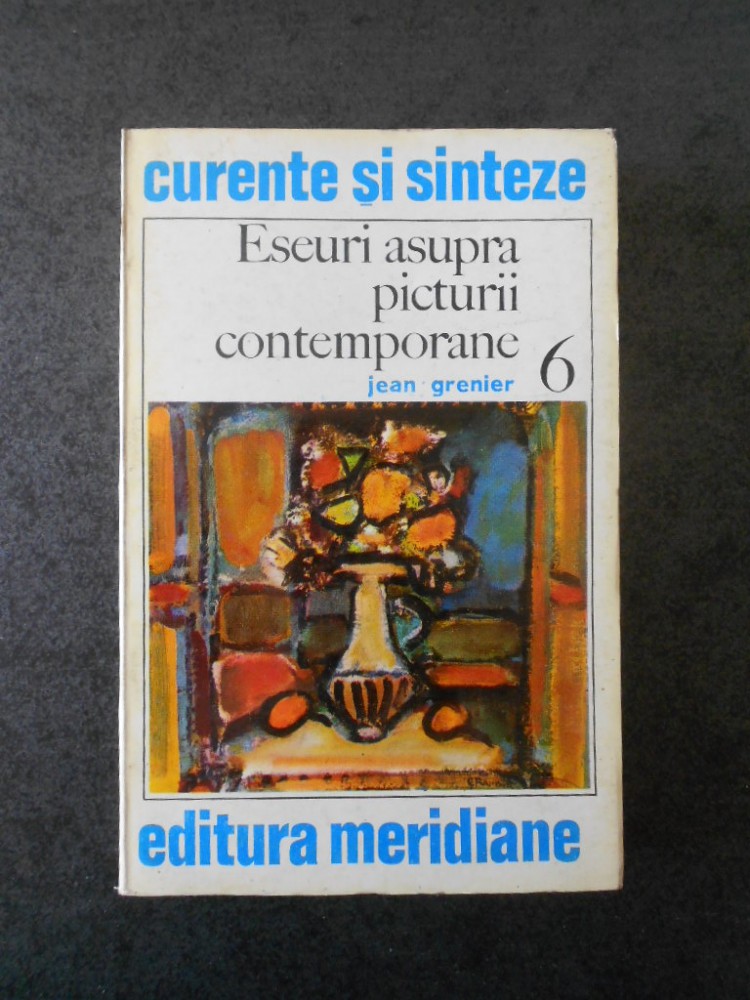 curente și sinteze
Eseuri asupra
picturii
contemporane
6
jean grenier
editura meridiane